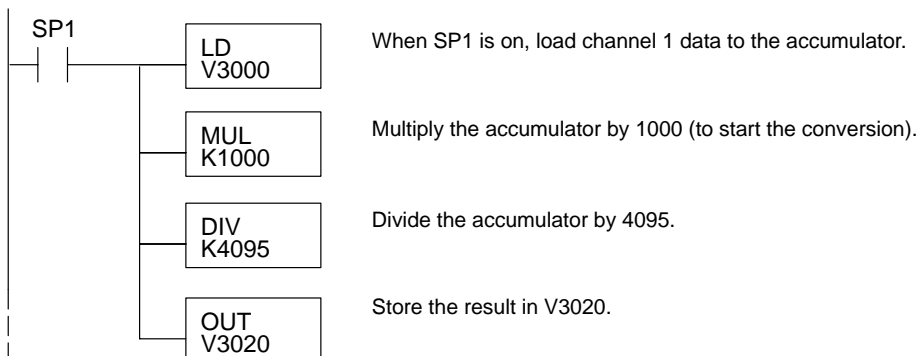 SP1
LD
V3000
When SP1 is on, load channel 1 data to the accumulator.
MUL
K1000
Multiply the accumulator by 1000 (to start the conversion).
DIV
K4095
Divide the accumulator by 4095.
OUT
V3020
Store the result in V3020.